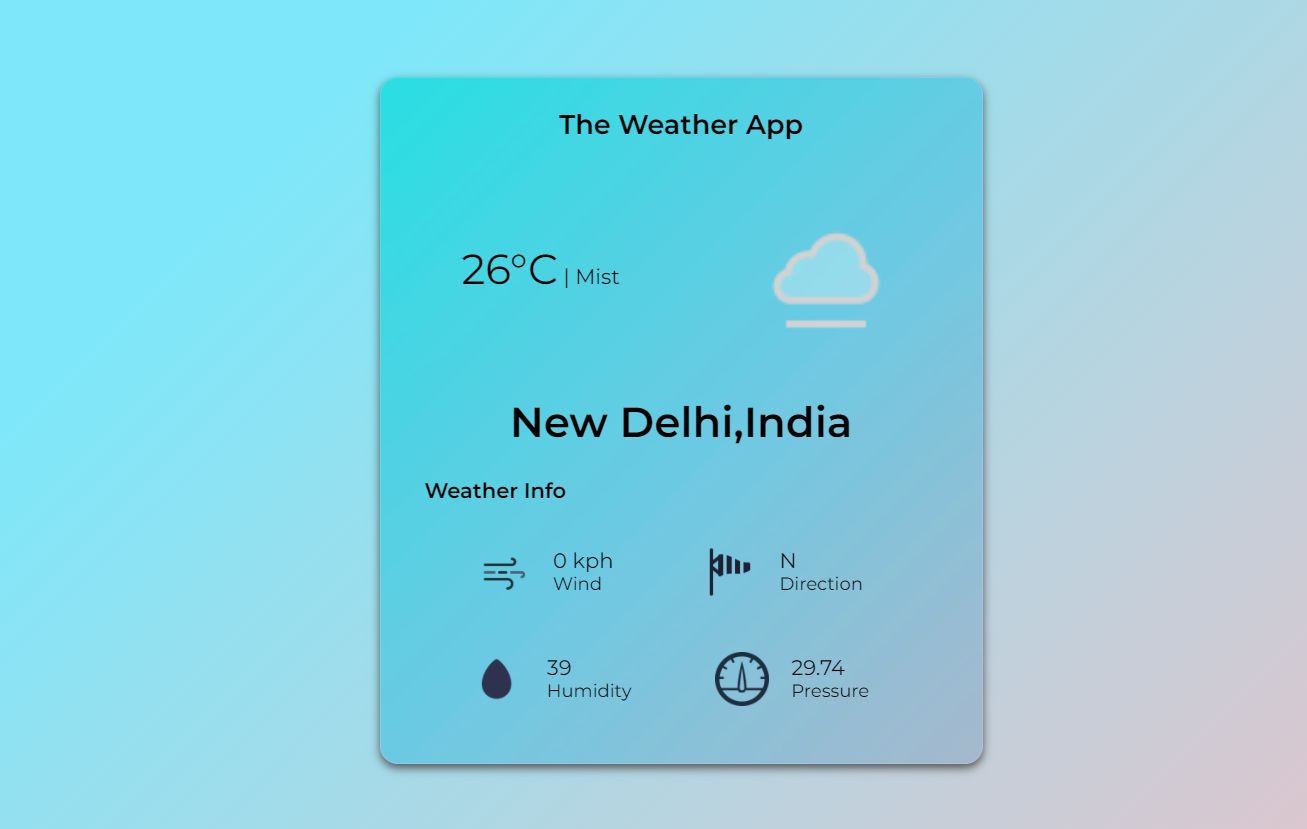 The Weather App
26°C | Mist
New Delhi,India
Weather Info
0 kph
Wind
N
Direction
39
Humidity
29.74
Pressure